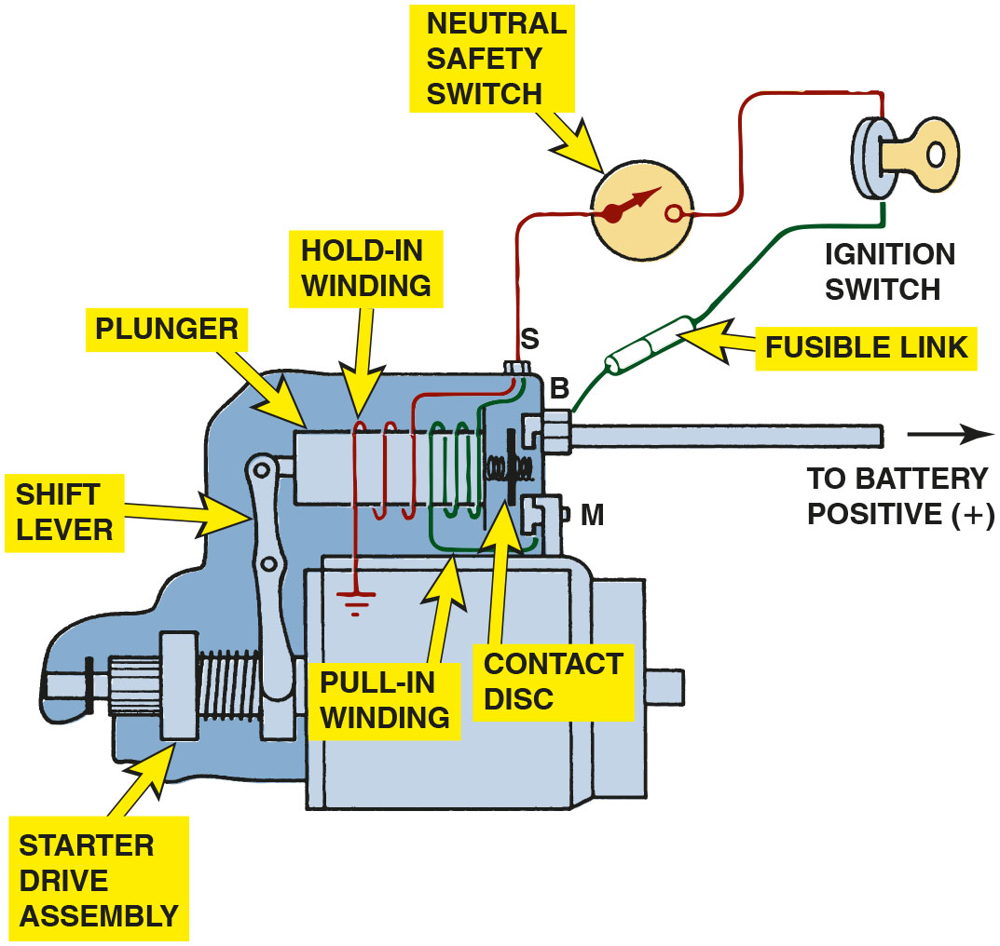 NEUTRAL
SAFETY
SWITCH
IGNITION
SWITCH
HOLD-IN
WINDING
PLUNGER
S
FUSIBLE LINK
B
SHIFT
LEVER
TO BATTERY
POSITIVE (+)
M
PULL-IN
WINDING
CONTACT
DISC
STARTER
DRIVE
ASSEMBLY